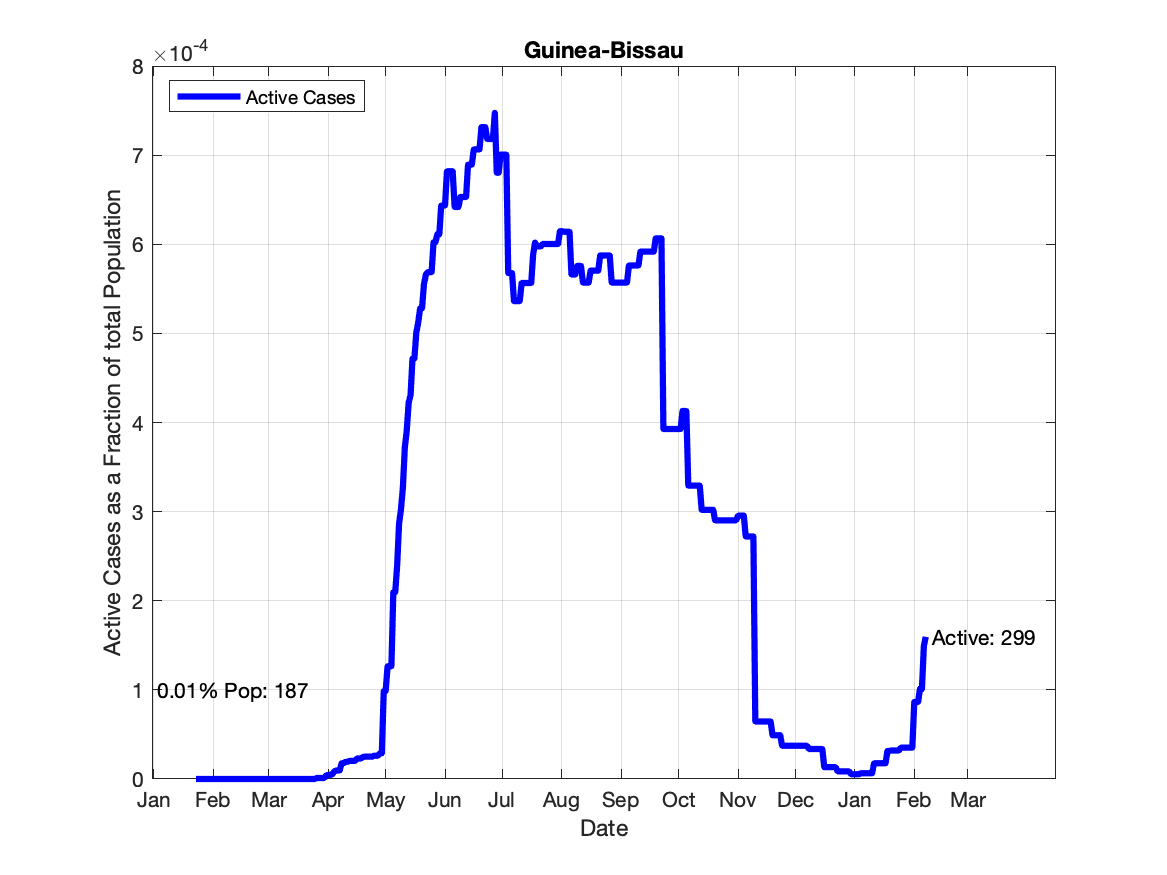 Guinea-Bissau
×10-4
Active Cases
8
7
6
5
4
3
2
1
0
Active Cases as a Fraction of total Population
0.01% Pop: 187
Active: 299
Jan Feb Mar Apr May Jun Jul Aug Sep Oct Nov Dec Jan Feb Mar
Date